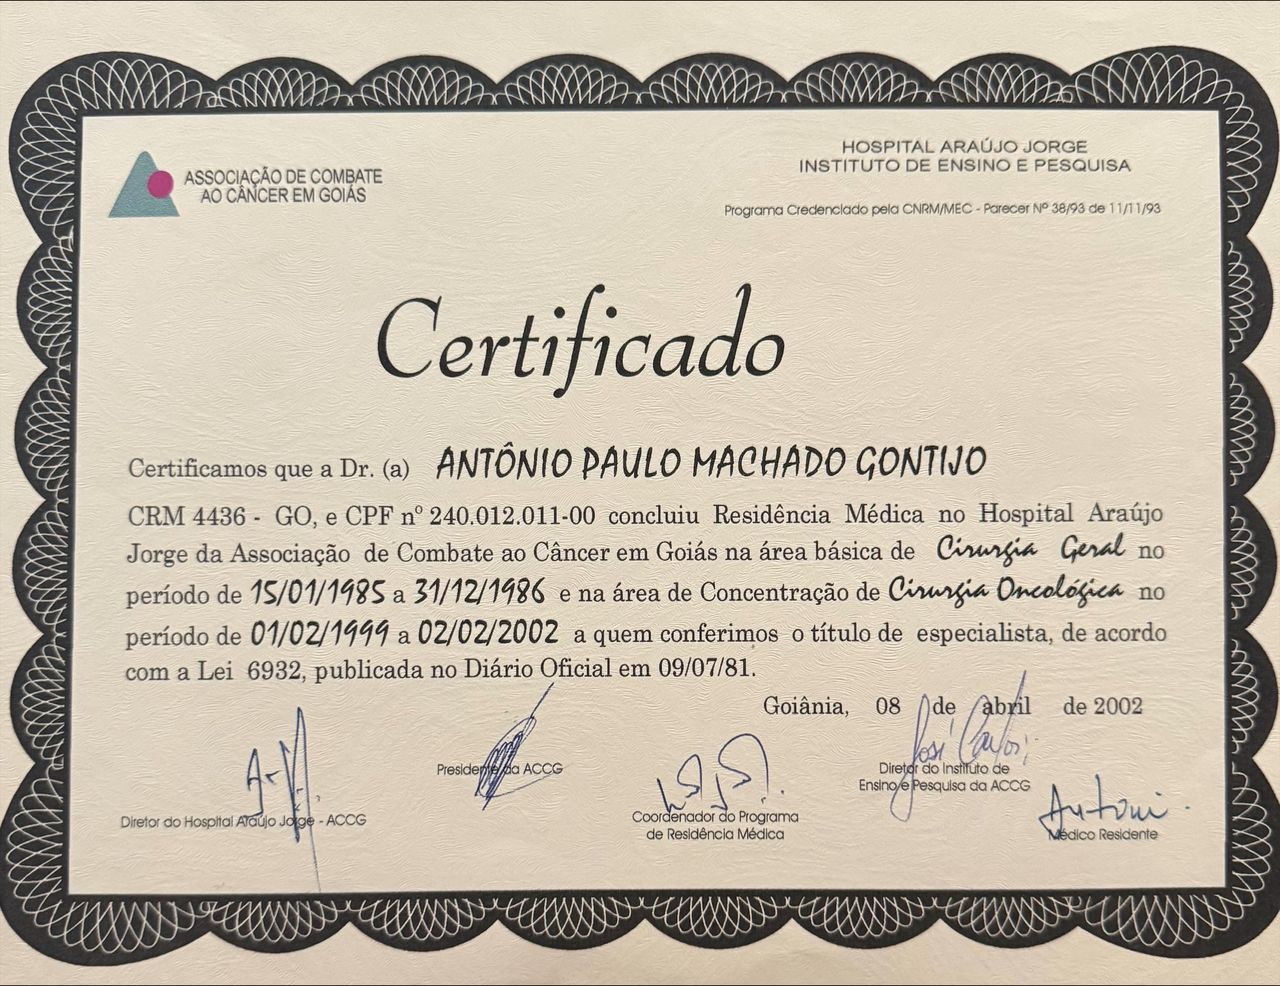 ASSOCIAÇÃO DE COMBATE
AO CÂNCER EM GOIÁS
HOSPITAL ARAÚJO JORGE
INSTITUTO DE ENSINO E PESQUISA
Programa Credenciado pela CNRM/MEC - Parecer Nº 38/93 de 11/11/93
Certificado
Certificamos que a Dr. (a) ANTÔNIO PAULO MACHADO GONTIJO
CRM 4436 - GO, e CPF nº 240.012.011-00 concluiu Residência Médica no Hospital Araújo
Jorge da Associação de Combate ao Câncer em Goiás na área básica de Cirurgia Geral no
período de 15/01/1985 a 31/12/1986 e na área de Concentração de Cirurgia Oncológica no
período de 01/02/1999 a 02/02/2002 a quem conferimos o título de especialista, de acordo
com a Lei 6932, publicada no Diário Oficial em 09/07/81.
Goiânia, 08 de abril de 2002
José Carlos
Presidente da ACCG
Diretor do Instituto de
Ensino e Pesquisa da ACCG
Diretor do Hospital Araújo Jorge - ACCG
Coordenador do Programa
de Residência Médica
Médico Residente